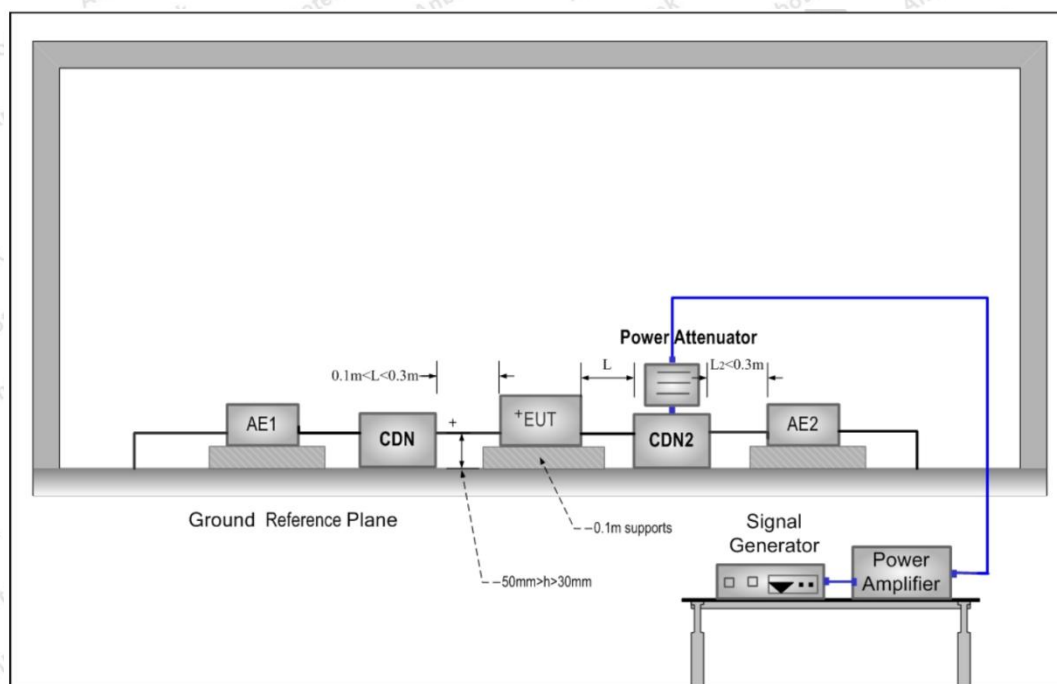 Power Attenuator
0.1m<L<0.3m
L
L2<0.3m
AE1
CDN
+
+EUT
CDN2
AE2
Ground Reference Plane
0.1m supports
50mm>h>30mm
Signal
Generator
Power
Amplifier